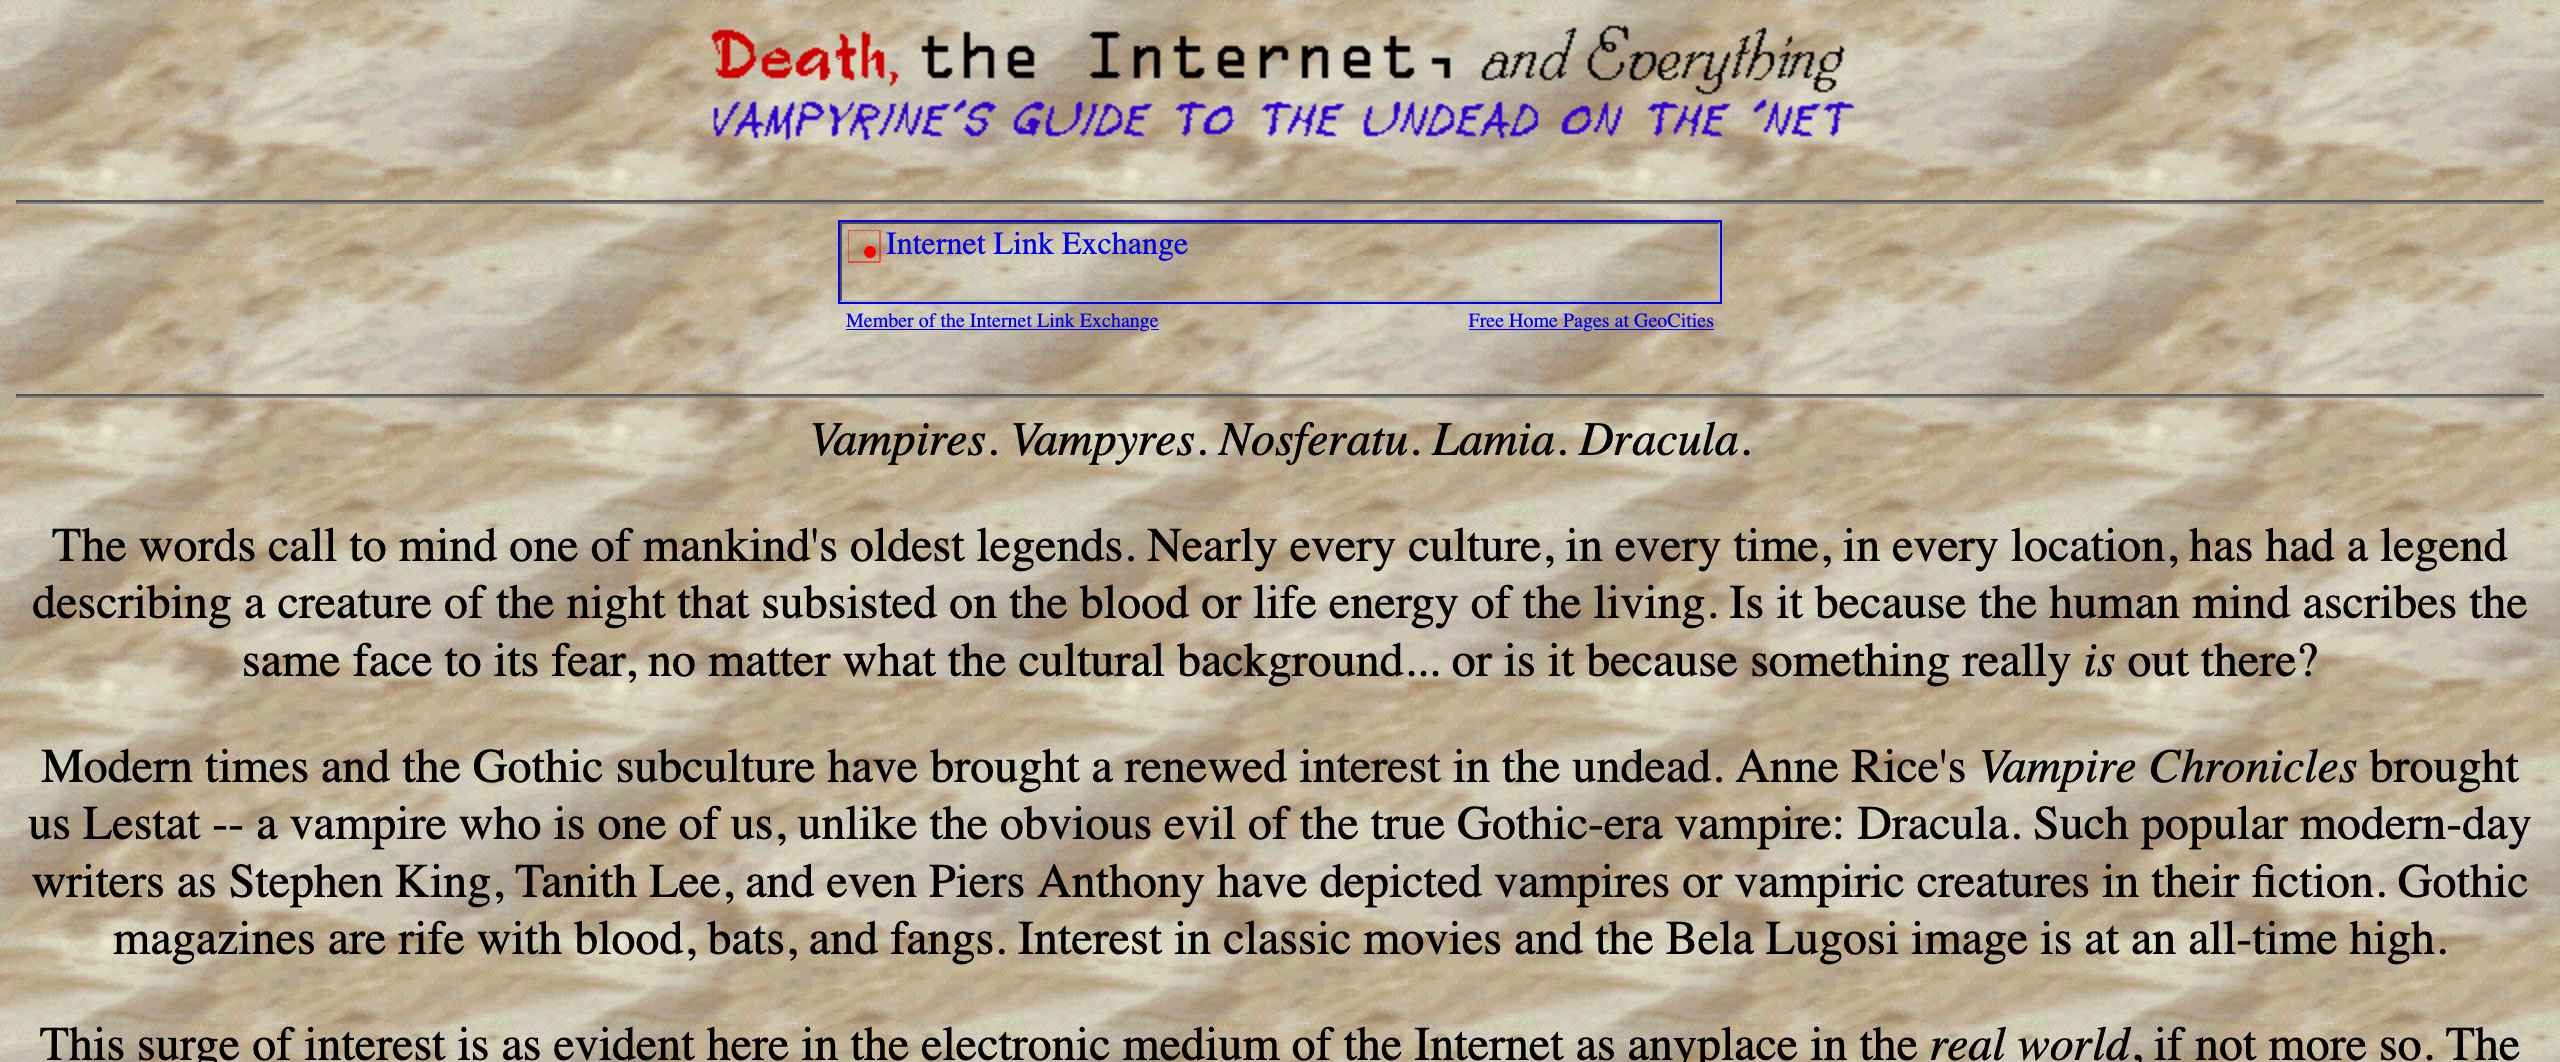 Death, the Internet, and Everything
VAMPYRINE'S GUIDE TO THE UNDEAD ON THE 'NET
Internet Link Exchange
Member of the Internet Link Exchange
Free Home Pages at GeoCities
Vampires. Vampyres. Nosferatu. Lamia. Dracula.
The words call to mind one of mankind's oldest legends. Nearly every culture, in every time, in every location, has had a legend
describing a creature of the night that subsisted on the blood or life energy of the living. Is it because the human mind ascribes the
same face to its fear, no matter what the cultural background... or is it because something really is out there?
Modern times and the Gothic subculture have brought a renewed interest in the undead. Anne Rice's Vampire Chronicles brought
us Lestat -- a vampire who is one of us, unlike the obvious evil of the true Gothic-era vampire: Dracula. Such popular modern-day
writers as Stephen King, Tanith Lee, and even Piers Anthony have depicted vampires or vampiric creatures in their fiction. Gothic
magazines are rife with blood, bats, and fangs. Interest in classic movies and the Bela Lugosi image is at an all-time high.
This surge of interest is as evident here in the electronic medium of the Internet as anyplace in the real world, if not more so. The